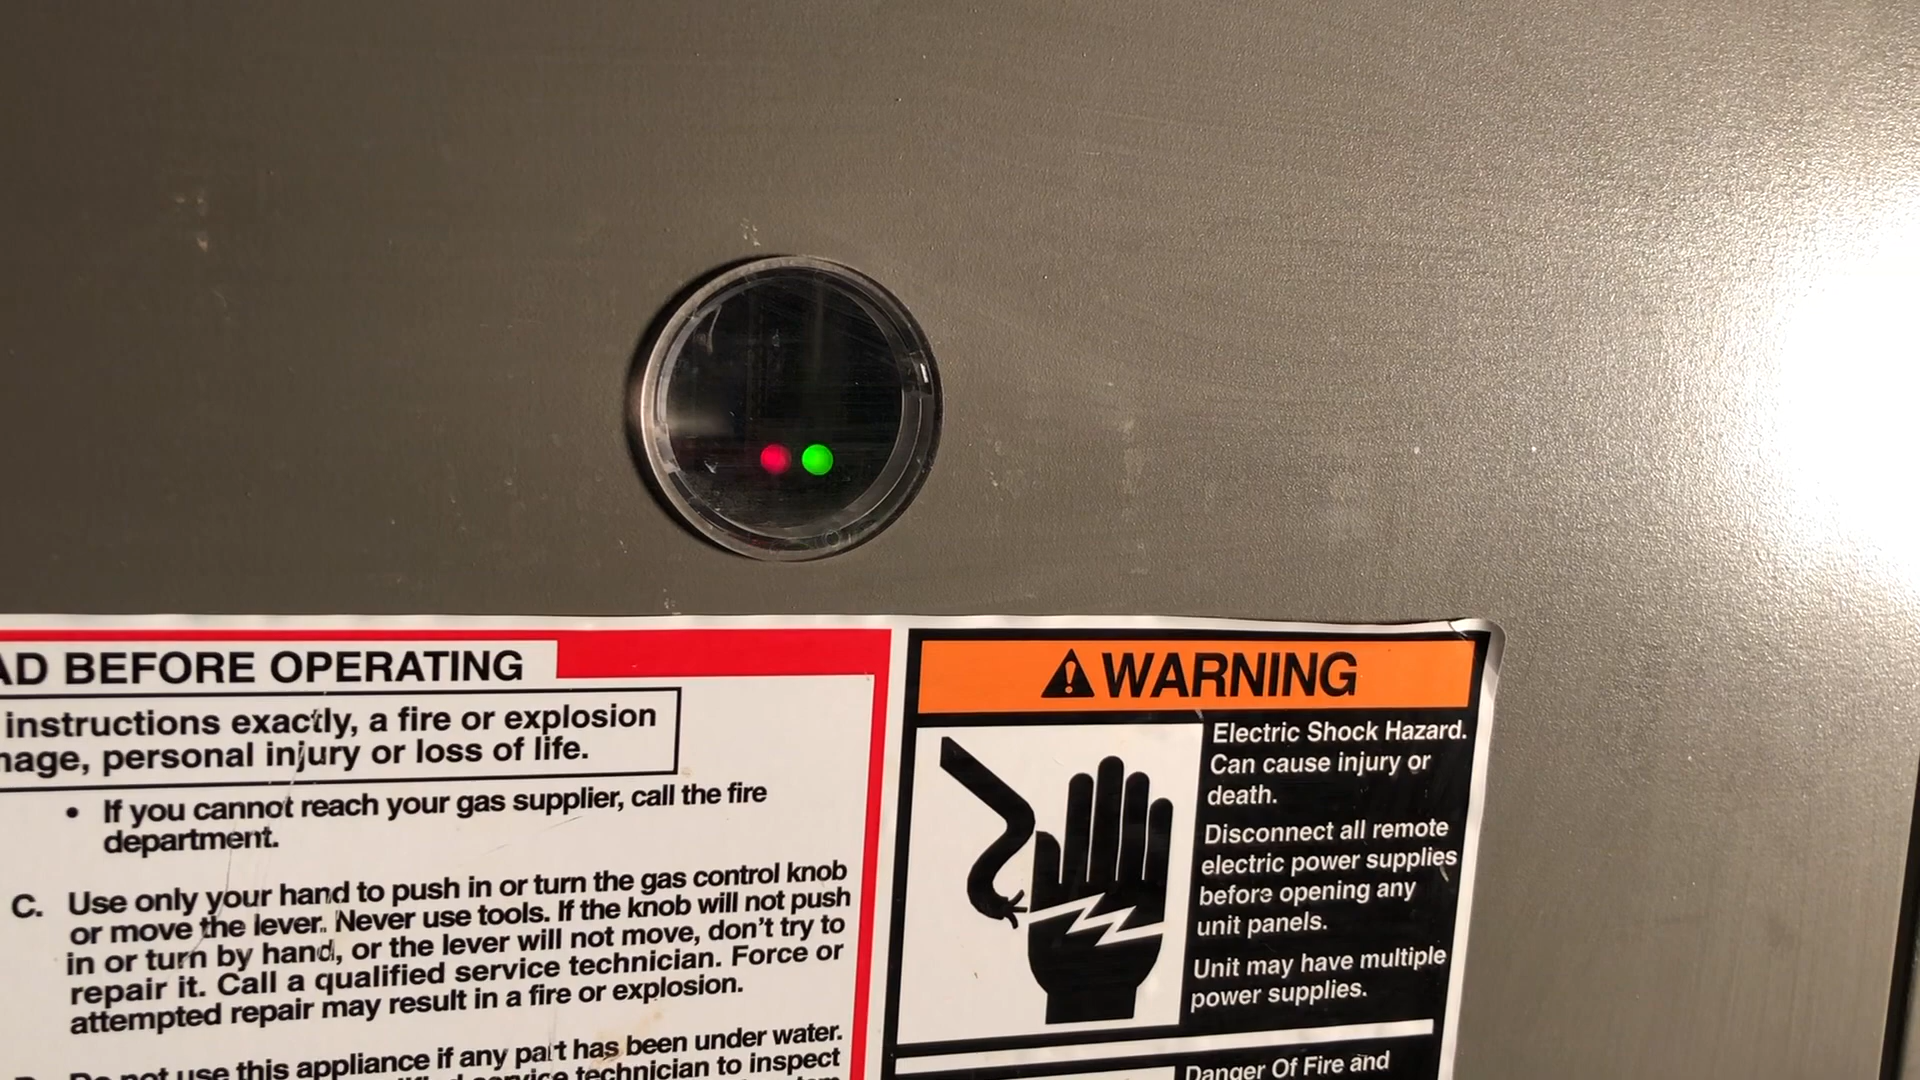 AD BEFORE OPERATING
instructions exactly, a fire or explosion
mage, personal injury or loss of life.
• If you cannot reach your gas supplier, call the fire
department.
C. Use only your hand to push in or turn the gas control knob
or move the lever. Never use tools. If the knob will not push
in or turn by hand, or the lever will not move, don't try to
repair it. Call a qualified service technician. Force or
attempted repair may result in a fire or explosion.
Do not use this appliance if any part has been under water.
service technician to inspect
WARNING
Electric Shock Hazard.
Can cause injury or
death.
Disconnect all remote
electric power supplies
before opening any
unit panels.
Unit may have multiple
power supplies.
Danger Of Fire and